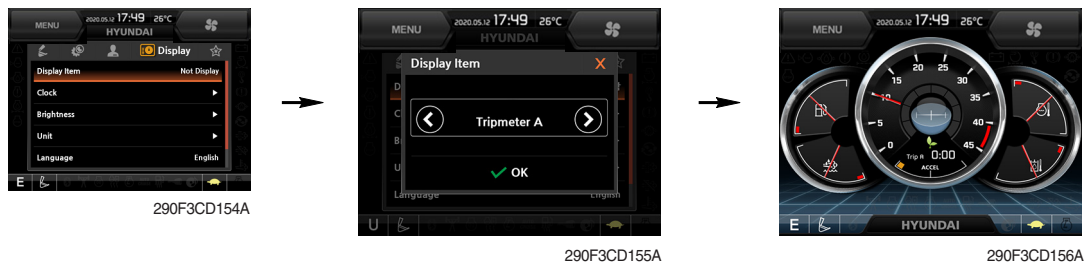 MENU
2020.05.12 17:49 26°C
HYUNDAI
Display
Display Item Not Display
Clock
Brightness
Unit
Language English
E
290F3CD154A
MENU
2020.05.12 17:49 26°C
HYUNDAI
Display Item X
Tripmeter A
OK
Language English
U
290F3CD155A
MENU
2020.05.12 17:49 26°C
0 5 10 15 20 25 30 35 40 45
Trip A 0:00
ACCEL
E
HYUNDAI
290F3CD156A